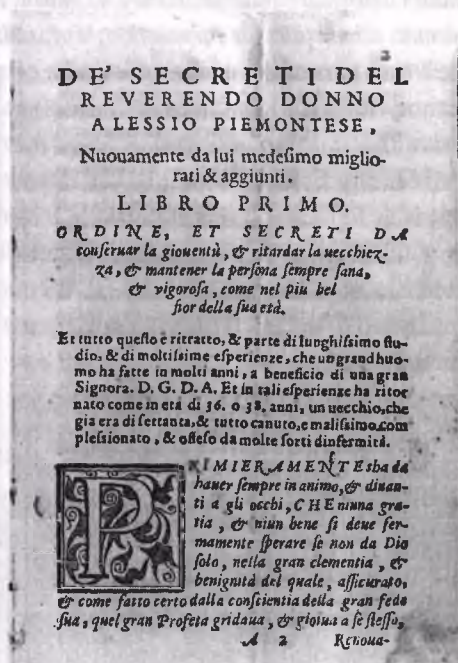 2
DE' SECRETI DEL
REVERENDO DONNO
ALESSIO PIEMONTESE,
Nuouamente da lui medesimo miglio-
rati & aggiunti.
LIBRO PRIMO.
ORDINE, ET SECRETI DA
conseruar la giouentù, & ritardar la uecchiez-
za, & mantener la persona sempre sana,
& vigorosa, come nel piu bel
fior della sua età.
Et tutto questo è ritratto, & parte di lunghissimo stu-
dio, & di moltissime esperienze, che un grand'huo-
mo ha fatte in molti anni, a beneficio di una gran
Signora. D. G. D. A. Et in tali esperienze ha ritor
nato come in età di 36. o 38. anni, un uecchio, che
gia era di settanta, & tutto canuto, e malissimo com
plessionato, & offeso da molte sorti dinfermità.
PRIMIERAMENTE sha da
hauer sempre in animo, & dinan-
ti a gli occhi, CHE niuna gra-
tia, & niun bene si deue fer-
mamente sperare se non da Dio
solo, nella gran clementia, &
benignità del quale, assicurato,
& come fatto certo dalla conscientia della gran fede
sua, quel gran Profeta gridaua, & gioiua a se stesso,
A 2 Renoua-